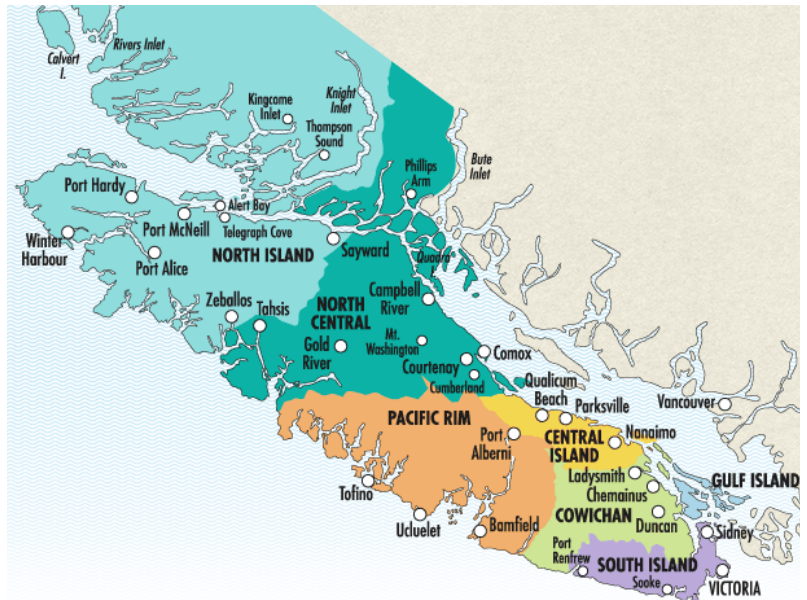 Rivers Inlet
Calvert
I.
Knight
Inlet
Kingcome
Inlet
Thompson
Sound
Bute
Inlet
Phillips
Arm
Port Hardy
Alert Bay
Port McNeill
Telegraph Cove
Winter
Harbour
Port Alice
NORTH ISLAND
Sayward
Quadra
I.
Zeballos
Tahsis
Campbell
River
NORTH
CENTRAL
Mt.
Washington
Gold
River
Comox
Courtenay
Cumberland
Qualicum
Beach
Parksville
Vancouver
PACIFIC RIM
Port
Alberni
CENTRAL
ISLAND
Nanaimo
Ladysmith
GULF ISLAND
Chemainus
Tofino
COWICHAN
Ucluelet
Bamfield
Duncan
Sidney
Port
Renfrew
SOUTH ISLAND
Sooke
VICTORIA